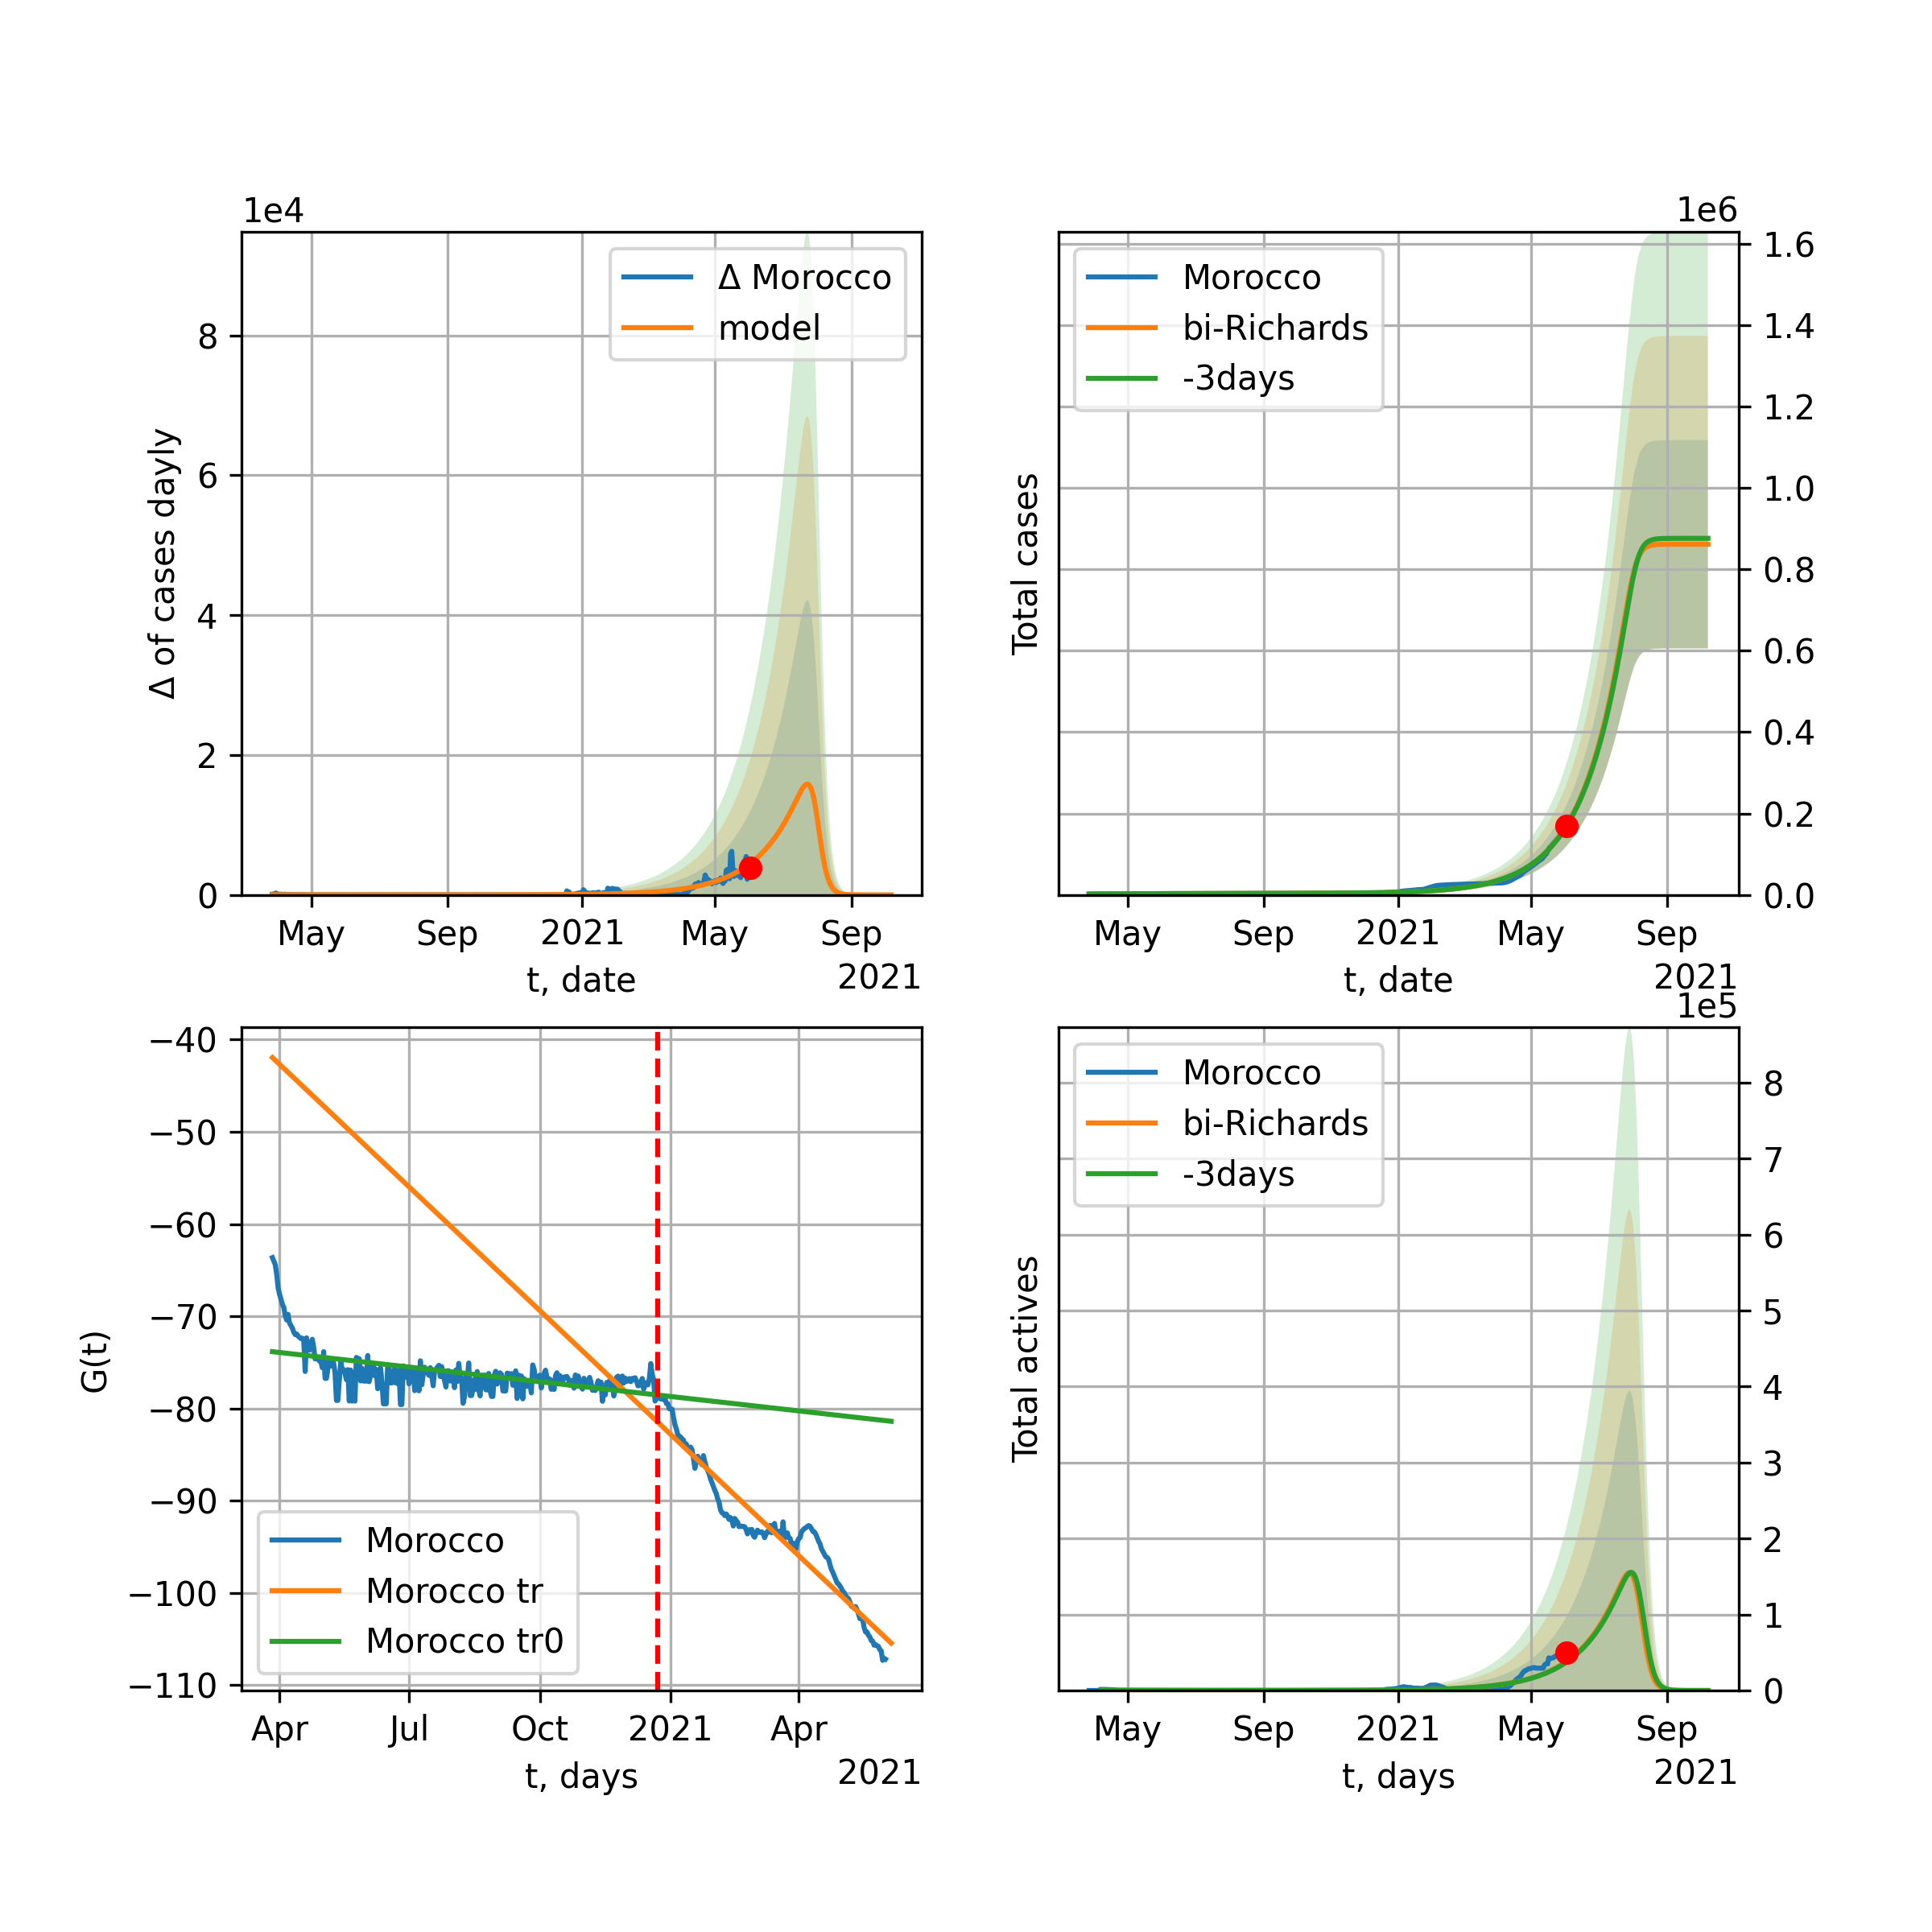 1e4
Δ of cases dayly
8
6
4
2
0
Δ Morocco
model
May Sep 2021 May Sep
t, date
2021
1e6
Total cases
Morocco
bi-Richards
-3days
1.6
1.4
1.2
1.0
0.8
0.6
0.4
0.2
0.0
May Sep 2021 May Sep
t, date
2021
G(t)
−40
−50
−60
−70
−80
−90
−100
−110
Morocco
Morocco tr
Morocco tr0
Apr Jul Oct 2021 Apr
t, days
2021
1e5
Total actives
Morocco
bi-Richards
-3days
8
7
6
5
4
3
2
1
0
May Sep 2021 May Sep
t, days
2021